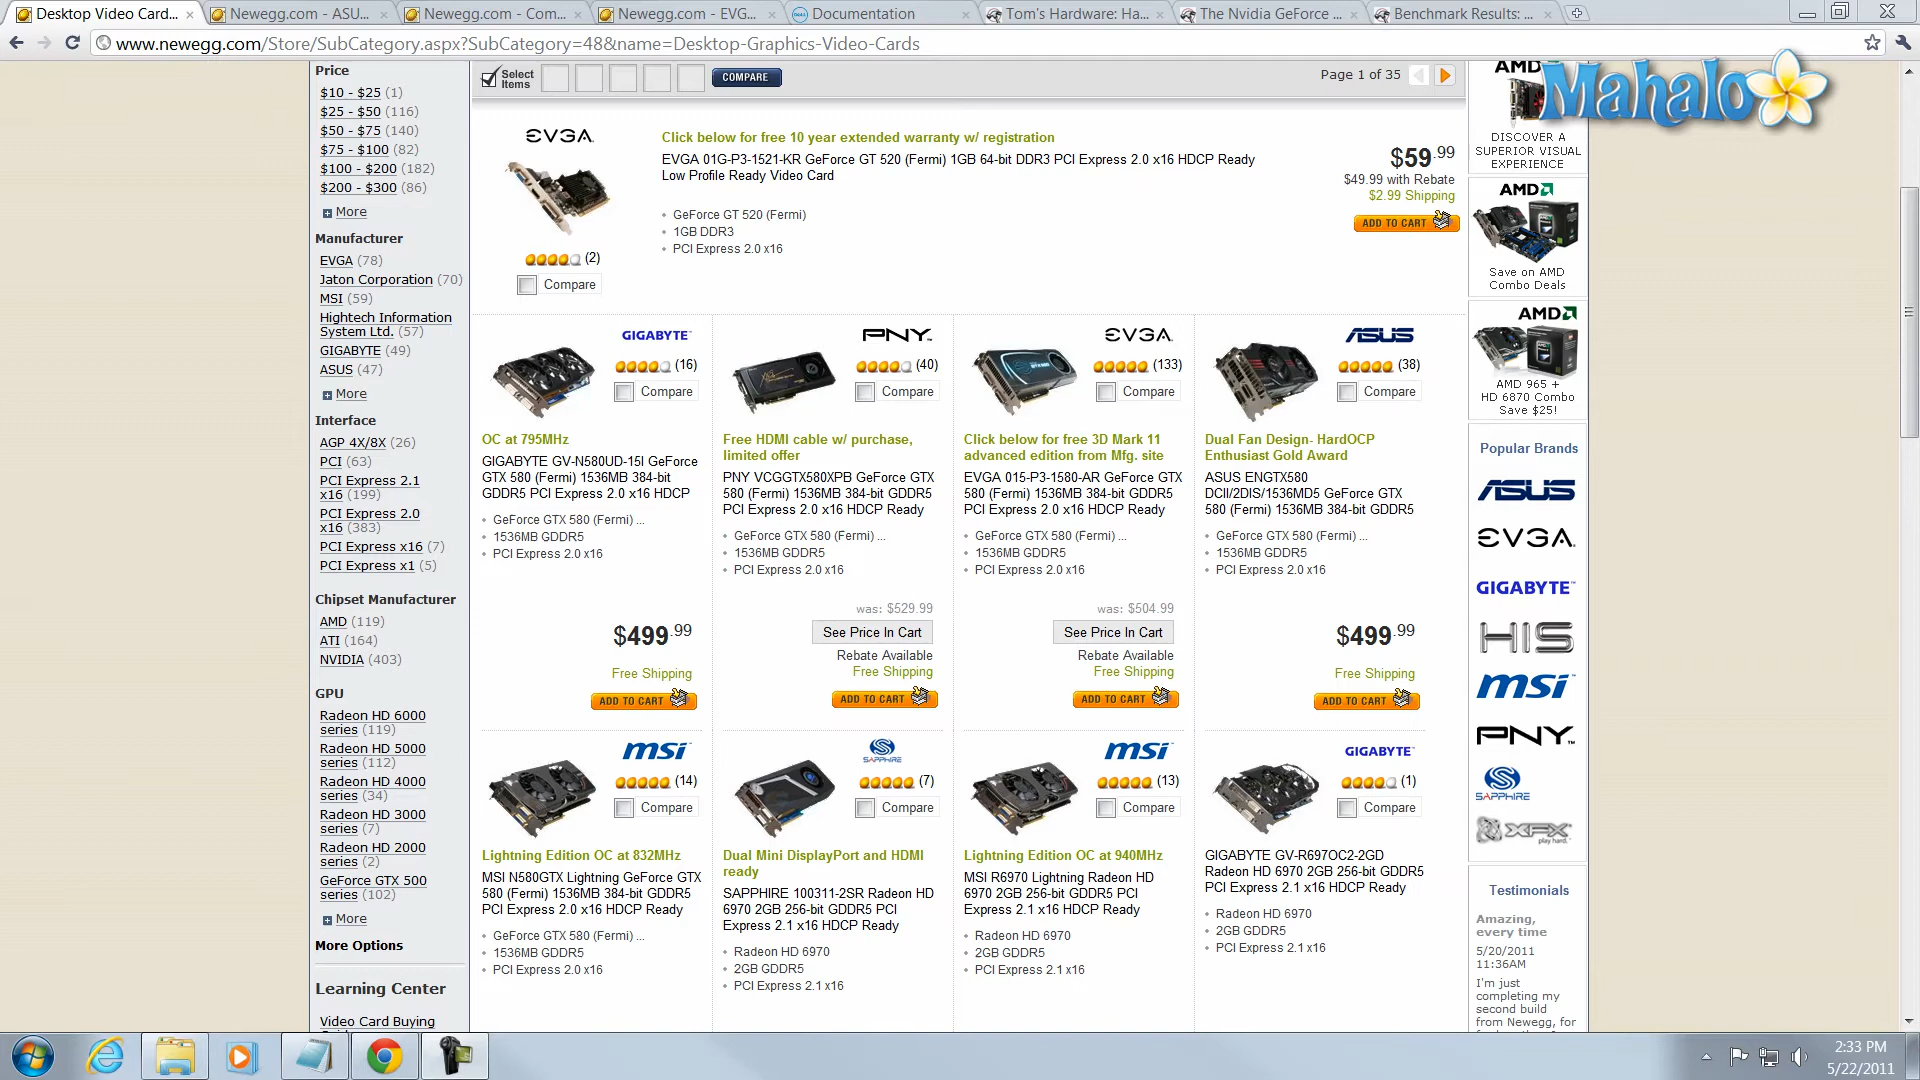 Desktop Video Card...
Newegg.com - ASU...
Newegg.com - Com...
Newegg.com - EVG...
Documentation
Tom's Hardware: Ha...
The Nvidia GeForce ...
Benchmark Results: ...
www.newegg.com/Store/SubCategory.aspx?SubCategory=48&name=Desktop-Graphics-Video-Cards
Mahalo
Price
$10 - $25 (1)
$25 - $50 (116)
$50 - $75 (140)
$75 - $100 (82)
$100 - $200 (182)
$200 - $300 (86)
More
Manufacturer
EVGA (78)
Jaton Corporation (70)
MSI (59)
Hightech Information
System Ltd. (57)
GIGABYTE (49)
ASUS (47)
More
Interface
AGP 4X/8X (26)
PCI (63)
PCI Express 2.1
x16 (199)
PCI Express 2.0
x16 (383)
PCI Express x16 (7)
PCI Express x1 (5)
Chipset Manufacturer
AMD (119)
ATI (164)
NVIDIA (403)
GPU
Radeon HD 6000
series (119)
Radeon HD 5000
series (112)
Radeon HD 4000
series (34)
Radeon HD 3000
series (7)
Radeon HD 2000
series (2)
GeForce GTX 500
series (102)
More
More Options
Learning Center
Video Card Buying
Select
Items
COMPARE
Page 1 of 35
EVGA
(2)
Compare
Click below for free 10 year extended warranty w/ registration
EVGA 01G-P3-1521-KR GeForce GT 520 (Fermi) 1GB 64-bit DDR3 PCI Express 2.0 x16 HDCP Ready
Low Profile Ready Video Card
GeForce GT 520 (Fermi)
1GB DDR3
PCI Express 2.0 x16
$59.99
$49.99 with Rebate
$2.99 Shipping
ADD TO CART
GIGABYTE
(16)
Compare
OC at 795MHz
GIGABYTE GV-N580UD-15I GeForce
GTX 580 (Fermi) 1536MB 384-bit
GDDR5 PCI Express 2.0 x16 HDCP
GeForce GTX 580 (Fermi) ...
1536MB GDDR5
PCI Express 2.0 x16
$499.99
Free Shipping
ADD TO CART
PNY
(40)
Compare
Free HDMI cable w/ purchase,
limited offer
PNY VCGGTX580XPB GeForce GTX
580 (Fermi) 1536MB 384-bit GDDR5
PCI Express 2.0 x16 HDCP Ready
GeForce GTX 580 (Fermi) ...
1536MB GDDR5
PCI Express 2.0 x16
was: $529.99
See Price In Cart
Rebate Available
Free Shipping
ADD TO CART
EVGA
(133)
Compare
Click below for free 3D Mark 11
advanced edition from Mfg. site
EVGA 015-P3-1580-AR GeForce GTX
580 (Fermi) 1536MB 384-bit GDDR5
PCI Express 2.0 x16 HDCP Ready
GeForce GTX 580 (Fermi) ...
1536MB GDDR5
PCI Express 2.0 x16
was: $504.99
See Price In Cart
Rebate Available
Free Shipping
ADD TO CART
ASUS
(38)
Compare
Dual Fan Design- HardOCP
Enthusiast Gold Award
ASUS ENGTX580
DCII/2DIS/1536MD5 GeForce GTX
580 (Fermi) 1536MB 384-bit GDDR5
GeForce GTX 580 (Fermi) ...
1536MB GDDR5
PCI Express 2.0 x16
$499.99
Free Shipping
ADD TO CART
msi
(14)
Compare
Lightning Edition OC at 832MHz
MSI N580GTX Lightning GeForce GTX
580 (Fermi) 1536MB 384-bit GDDR5
PCI Express 2.0 x16 HDCP Ready
GeForce GTX 580 (Fermi) ...
1536MB GDDR5
PCI Express 2.0 x16
SAPPHIRE
(7)
Compare
Dual Mini DisplayPort and HDMI
ready
SAPPHIRE 100311-2SR Radeon HD
6970 2GB 256-bit GDDR5 PCI
Express 2.1 x16 HDCP Ready
Radeon HD 6970
2GB GDDR5
PCI Express 2.1 x16
msi
(13)
Compare
Lightning Edition OC at 940MHz
MSI R6970 Lightning Radeon HD
6970 2GB 256-bit GDDR5 PCI
Express 2.1 x16 HDCP Ready
Radeon HD 6970
2GB GDDR5
PCI Express 2.1 x16
GIGABYTE
(1)
Compare
GIGABYTE GV-R697OC2-2GD
Radeon HD 6970 2GB 256-bit GDDR5
PCI Express 2.1 x16 HDCP Ready
Radeon HD 6970
2GB GDDR5
PCI Express 2.1 x16
AMD
DISCOVER A
SUPERIOR VISUAL
EXPERIENCE
AMD
Save on AMD
Combo Deals
AMD
AMD 965 +
HD 6870 Combo
Save $25!
Popular Brands
ASUS
EVGA
GIGABYTE
HIS
msi
PNY
SAPPHIRE
XFX
play hard.
Testimonials
Amazing,
every time
5/20/2011
11:36AM
I'm just
completing my
second build
from Newegg, for
2:33 PM
5/22/2011